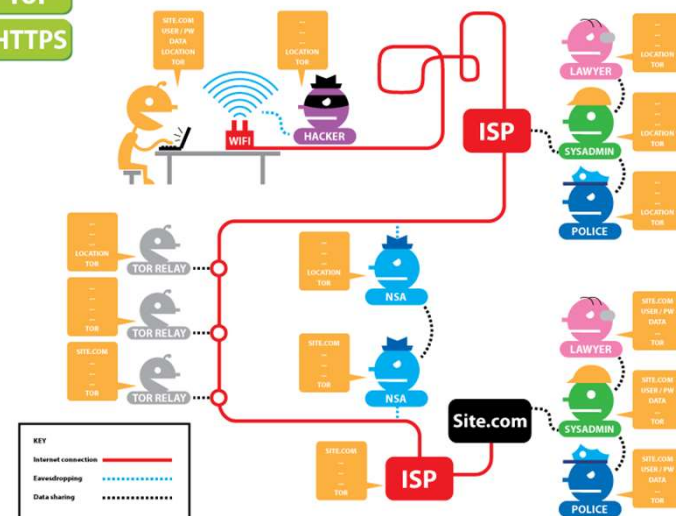 TOR
HTTPS
SITE.COM
USER / PW
DATA
LOCATION
TOR
...
...
...
LOCATION
TOR
WIFI
HACKER
ISP
LAWYER
...
...
...
LOCATION
TOR
SYSADMIN
...
...
...
LOCATION
TOR
POLICE
...
...
...
LOCATION
TOR
...
...
...
LOCATION
TOR
TOR RELAY
...
...
...
...
TOR
TOR RELAY
SITE.COM
...
...
...
TOR
TOR RELAY
...
...
...
LOCATION
TOR
NSA
SITE.COM
...
...
...
TOR
NSA
LAWYER
SITE.COM
USER / PW
DATA
...
TOR
SYSADMIN
SITE.COM
USER / PW
DATA
...
TOR
POLICE
SITE.COM
USER / PW
DATA
...
TOR
Site.com
SITE.COM
...
...
...
TOR
ISP
KEY
Internet connection
Eavesdropping
Data sharing